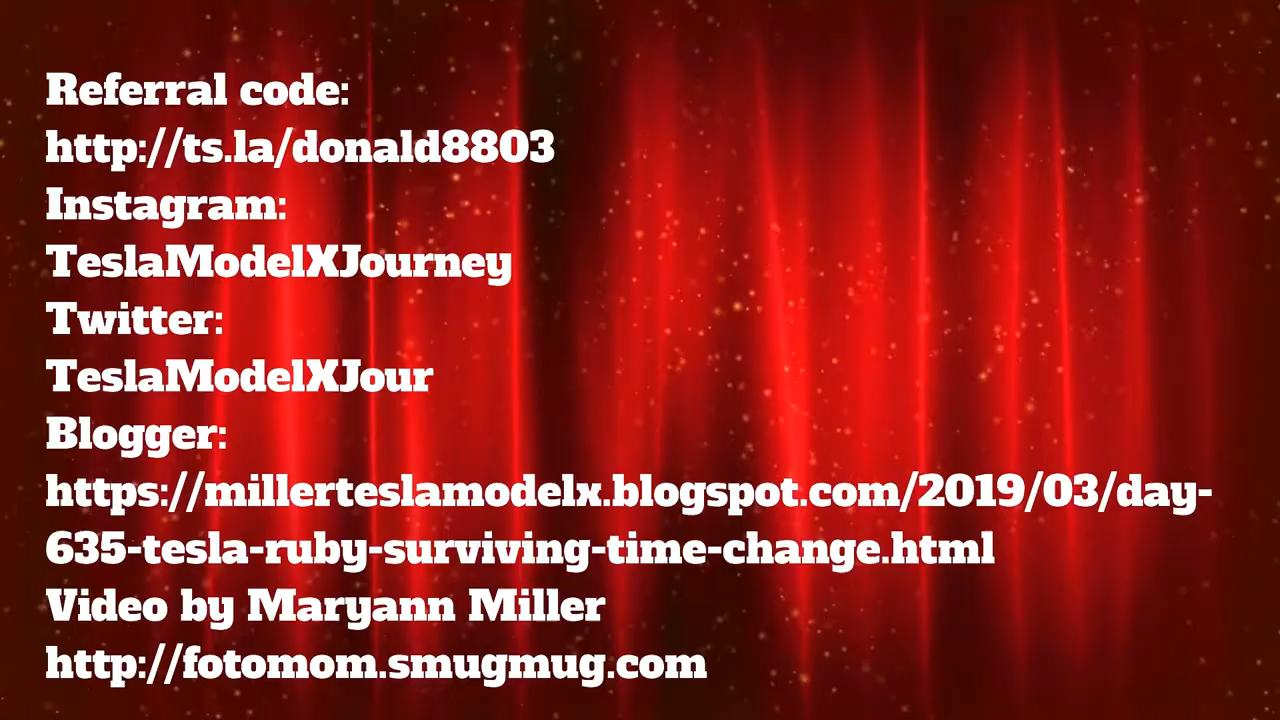 Referral code:
http://ts.la/donald8803
Instagram:
TeslaModelXJourney
Twitter:
TeslaModelXJour
Blogger:
https://millerteslamodelx.blogspot.com/2019/03/day-
635-tesla-ruby-surviving-time-change.html
Video by Maryann Miller
http://fotomom.smugmug.com